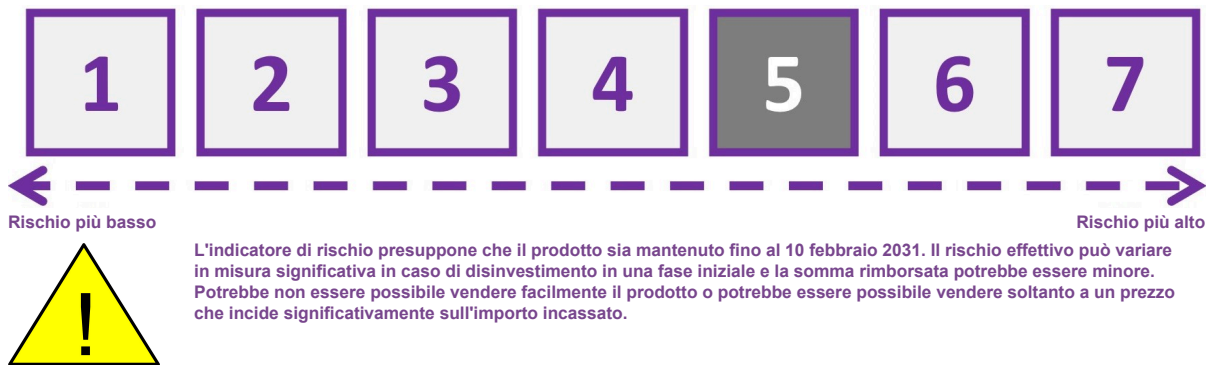 1 2 3 4 5 6 7
Rischio più basso Rischio più alto
!
L'indicatore di rischio presuppone che il prodotto sia mantenuto fino al 10 febbraio 2031. Il rischio effettivo può variare
in misura significativa in caso di disinvestimento in una fase iniziale e la somma rimborsata potrebbe essere minore.
Potrebbe non essere possibile vendere facilmente il prodotto o potrebbe essere possibile vendere soltanto a un prezzo
che incide significativamente sull'importo incassato.